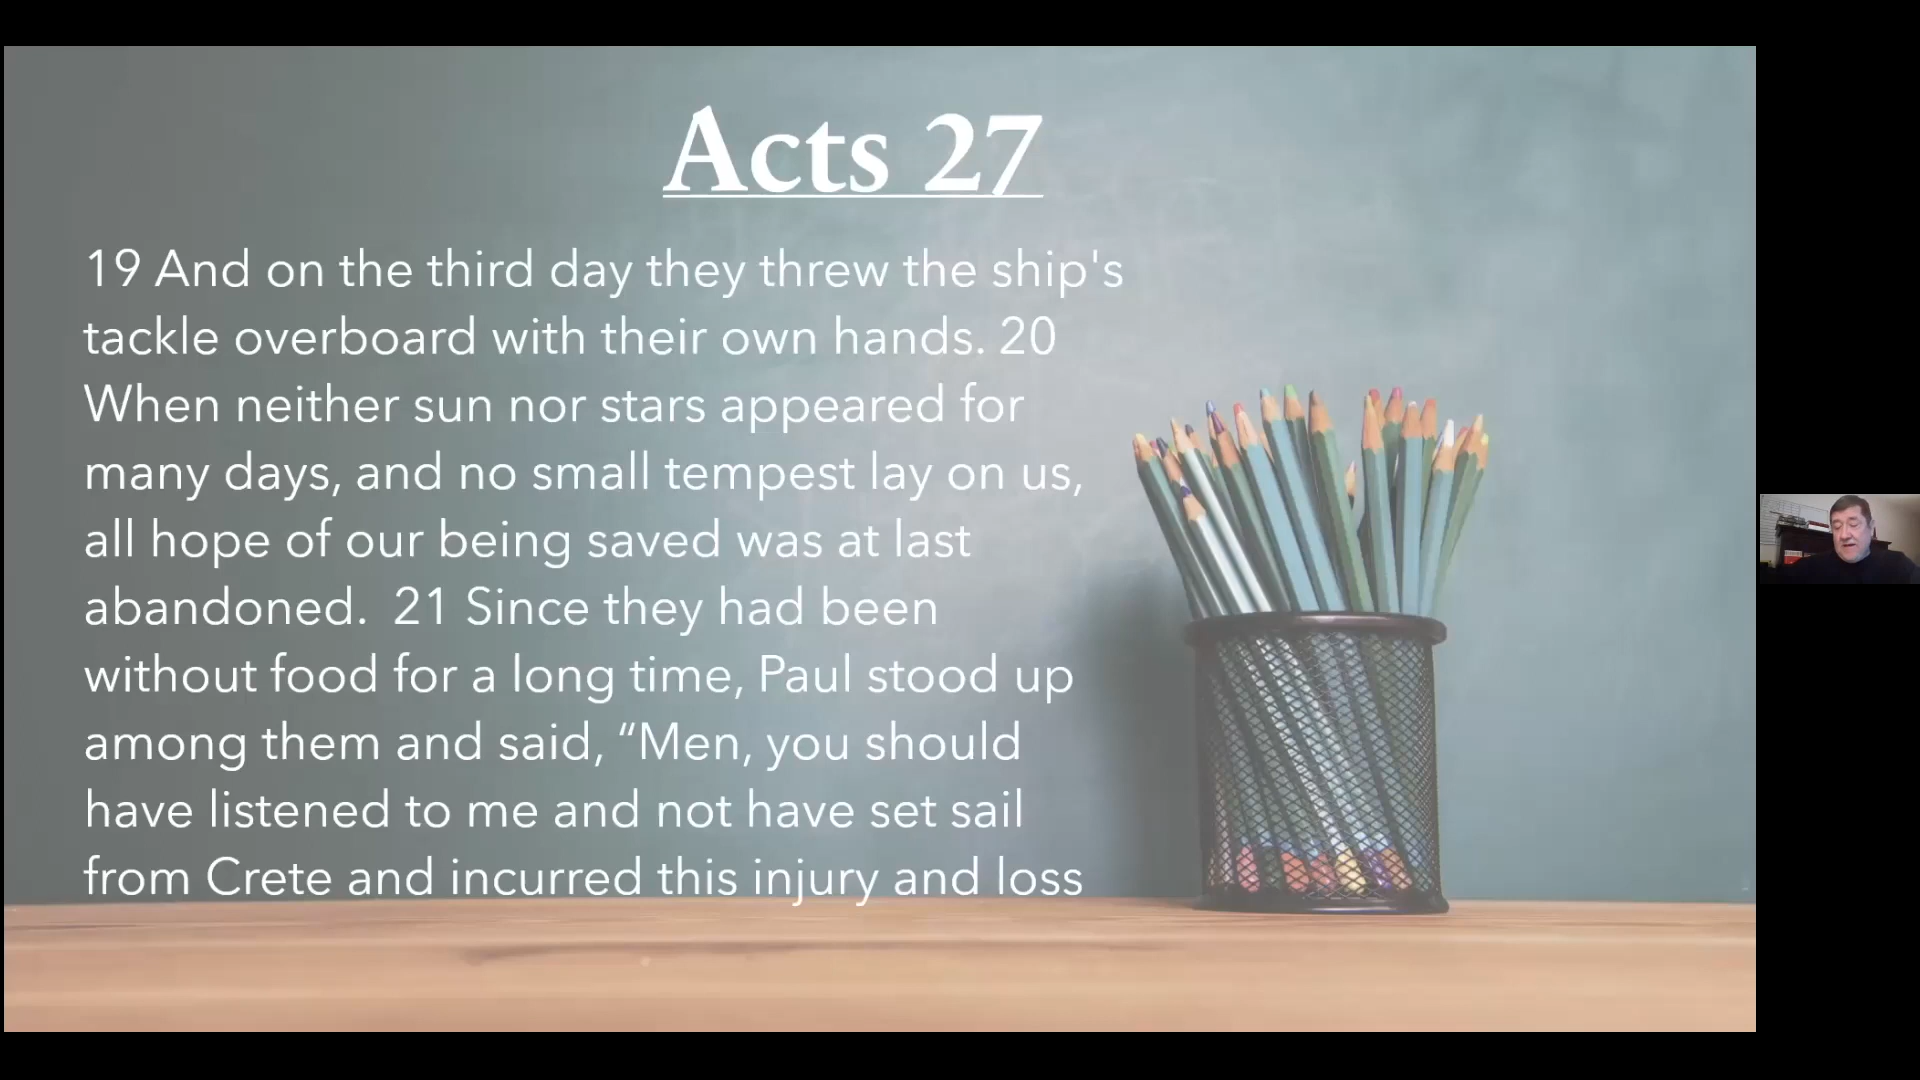 Acts 27
19 And on the third day they threw the ship's
tackle overboard with their own hands. 20
When neither sun nor stars appeared for
many days, and no small tempest lay on us,
all hope of our being saved was at last
abandoned.  21 Since they had been
without food for a long time, Paul stood up
among them and said, “Men, you should
have listened to me and not have set sail
from Crete and incurred this injury and loss